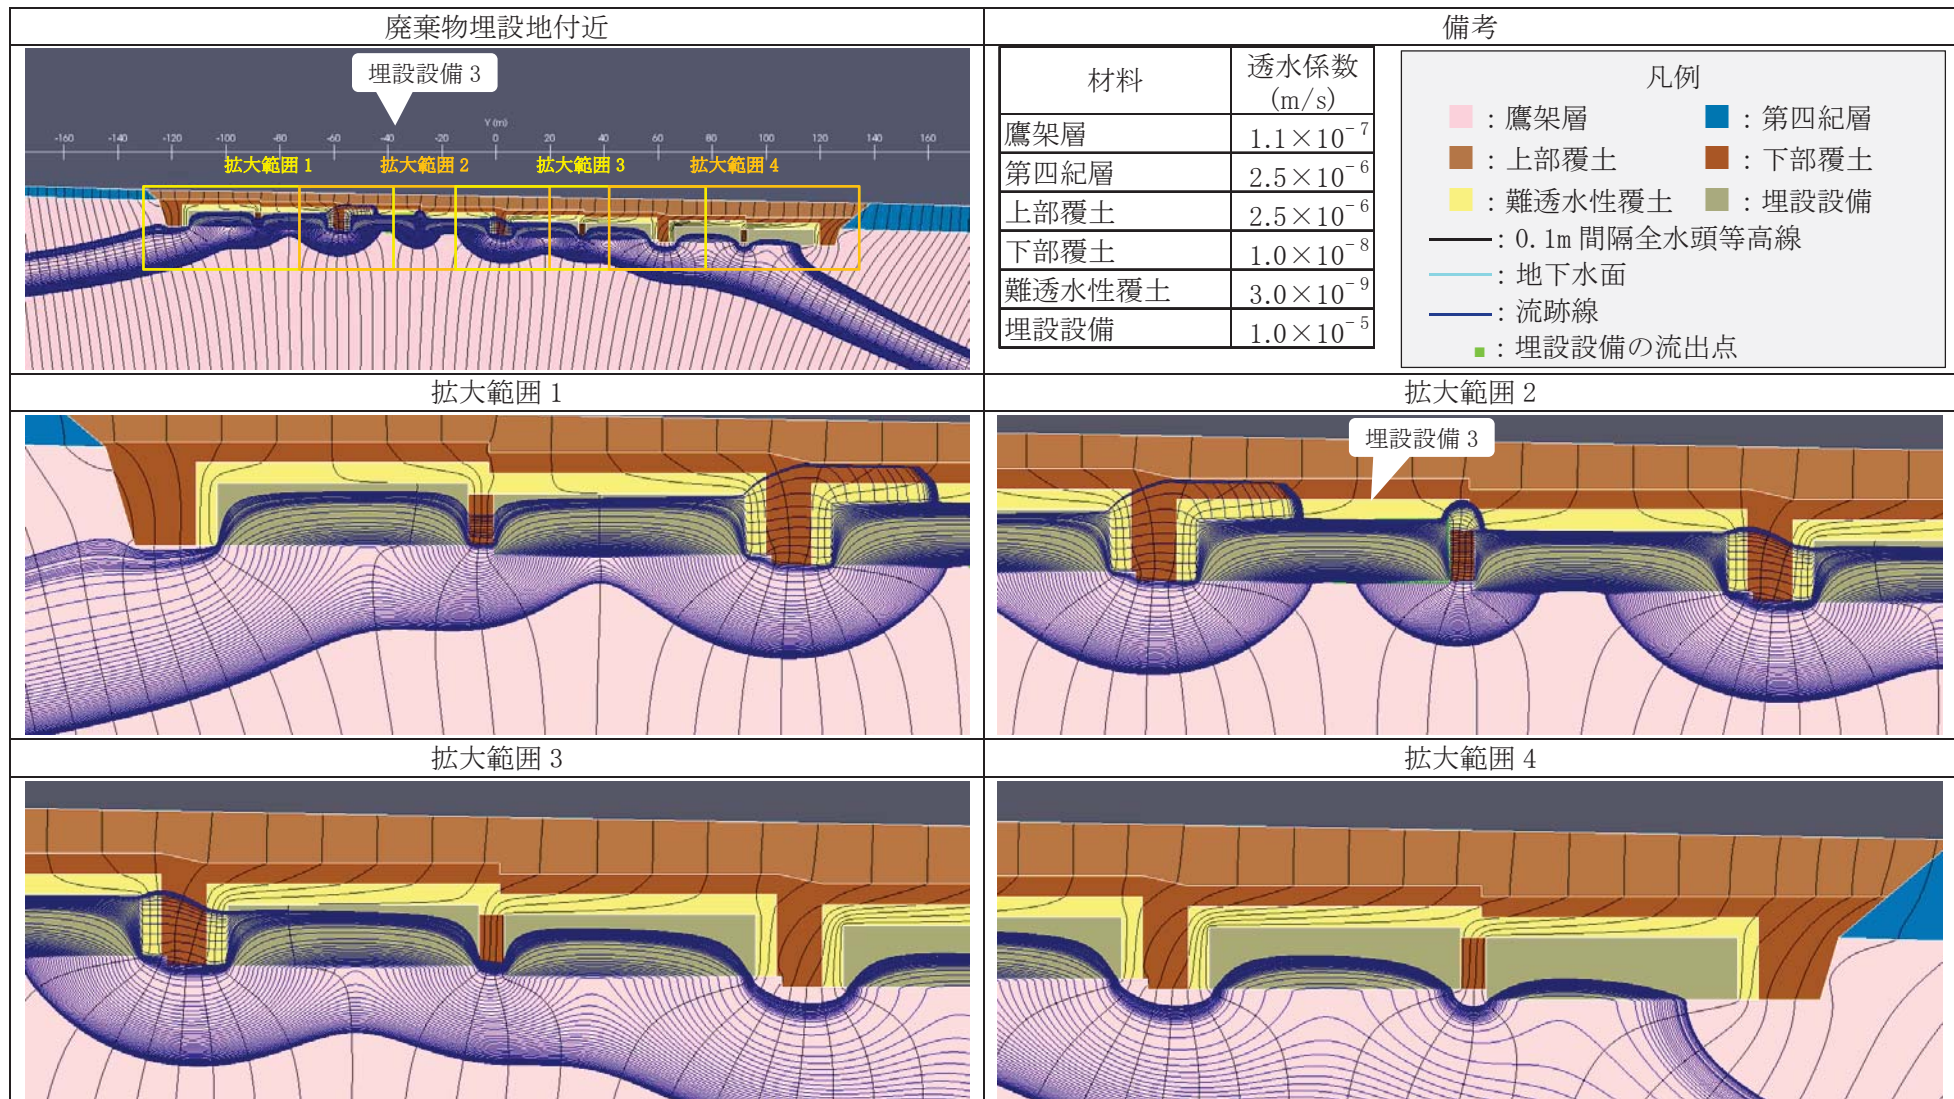 廃棄物埋設地付近
備考
埋設設備 3
Y (m)
-160 -140 -120 -100 -80 -60 -40 -20 0 20 40 60 80 100 120 140 160
拡大範囲 1 拡大範囲 2 拡大範囲 3 拡大範囲 4
材料 透水係数
(m/s)
鷹架層 1.1×10⁻⁷
第四紀層 2.5×10⁻⁶
上部覆土 2.5×10⁻⁶
下部覆土 1.0×10⁻⁸
難透水性覆土 3.0×10⁻⁹
埋設設備 1.0×10⁻⁵
凡例
：鷹架層 ：第四紀層
：上部覆土 ：下部覆土
：難透水性覆土 ：埋設設備
：0.1m 間隔全水頭等高線
：地下水面
：流跡線
：埋設設備の流出点
拡大範囲 1
拡大範囲 2
埋設設備 3
拡大範囲 3
拡大範囲 4